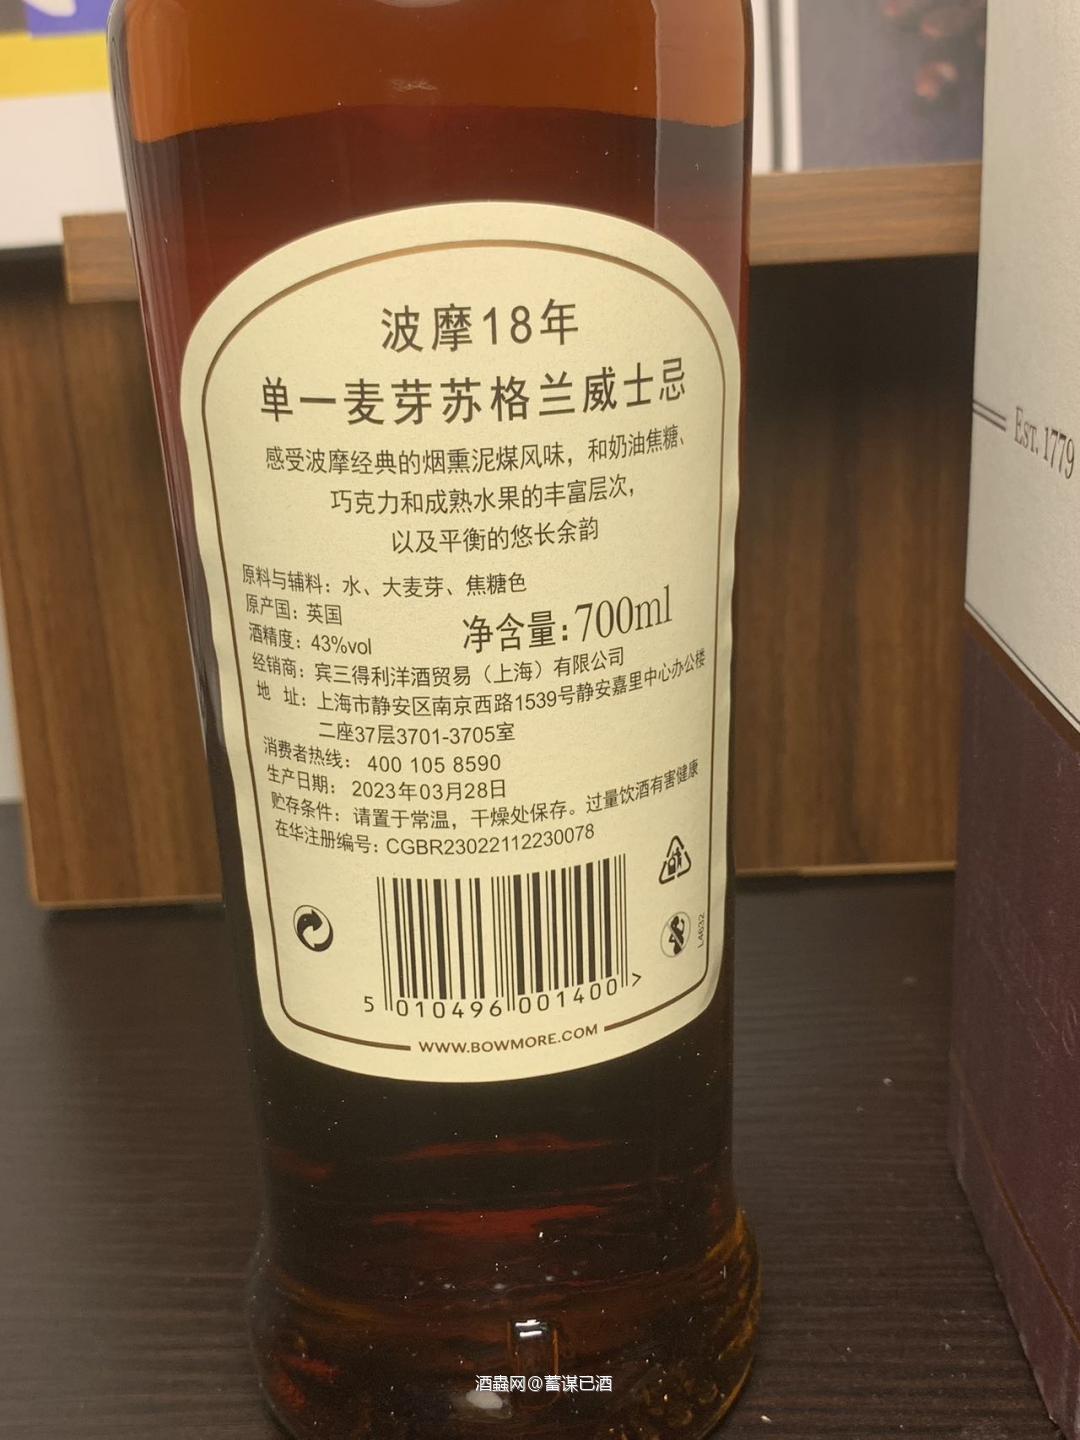 波摩18年
单一麦芽苏格兰威士忌
感受波摩经典的烟熏泥煤风味，和奶油焦糖、
巧克力和成熟水果的丰富层次，
以及平衡的悠长余韵
原料与辅料：水、大麦芽、焦糖色
原产国：英国
酒精度：43%vol
净含量:700ml
经销商：宾三得利洋酒贸易（上海）有限公司
地 址：上海市静安区南京西路1539号静安嘉里中心办公楼
二座37层3701-3705室
消费者热线： 400 105 8590
生产日期： 2023年03月28日
贮存条件：请置于常温，干燥处保存。过量饮酒有害健康
在华注册编号：CGBR23022112230078
5 010496 001400 >
L4632
WWW.BOWMORE.COM
EST. 1779
酒蟲网@蓄谋已酒